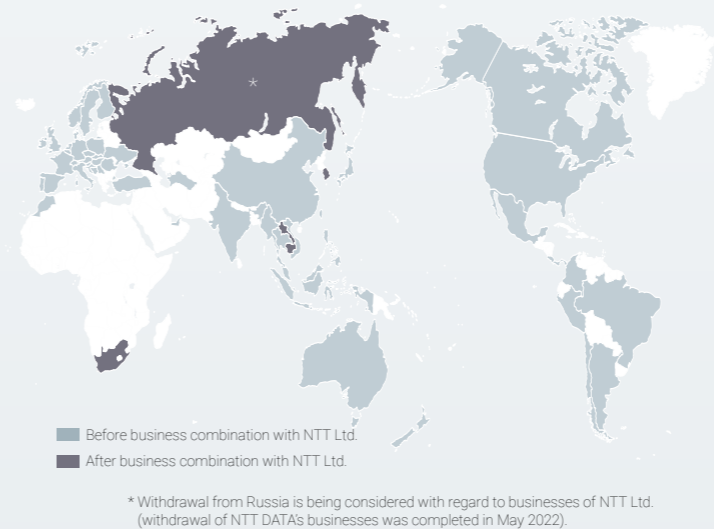 *
Before business combination with NTT Ltd.
After business combination with NTT Ltd.
* Withdrawal from Russia is being considered with regard to businesses of NTT Ltd.
(withdrawal of NTT DATA's businesses was completed in May 2022).